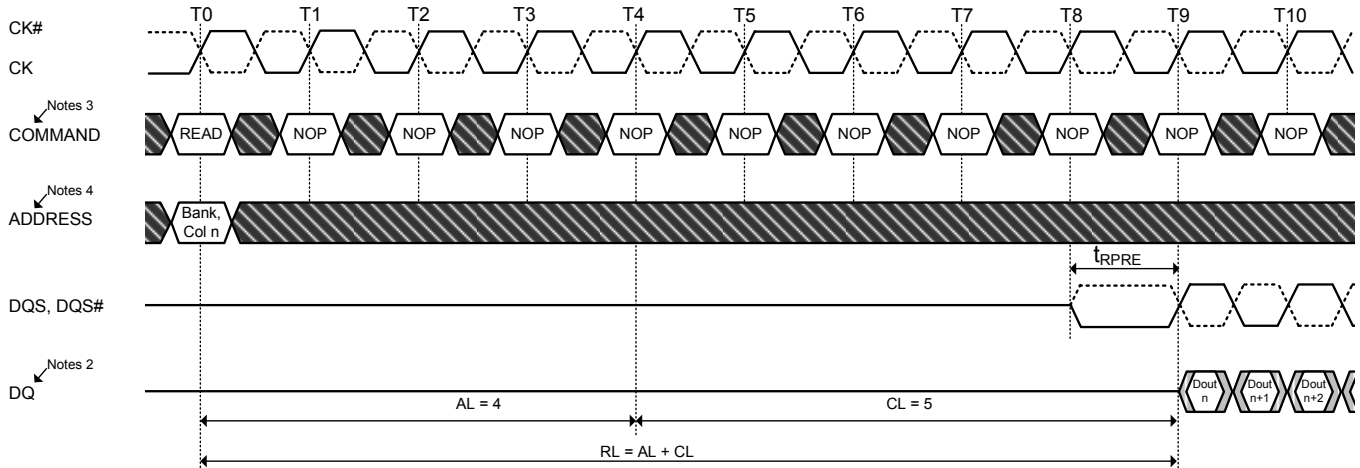 T0 T1 T2 T3 T4 T5 T6 T7 T8 T9 T10
CK#
CK
Notes 3
COMMAND
READ NOP NOP NOP NOP NOP NOP NOP NOP NOP NOP
Notes 4
ADDRESS
Bank,
Col n
tRPRE
DQS, DQS#
Notes 2
DQ
Dout
n
Dout
n+1
Dout
n+2
AL = 4
CL = 5
RL = AL + CL